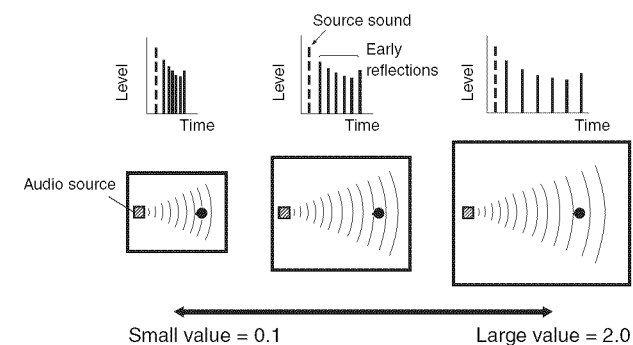 Source sound
Early
reflections
Level
Time
Level
Time
Level
Time
Audio source
Small value = 0.1
Large value = 2.0